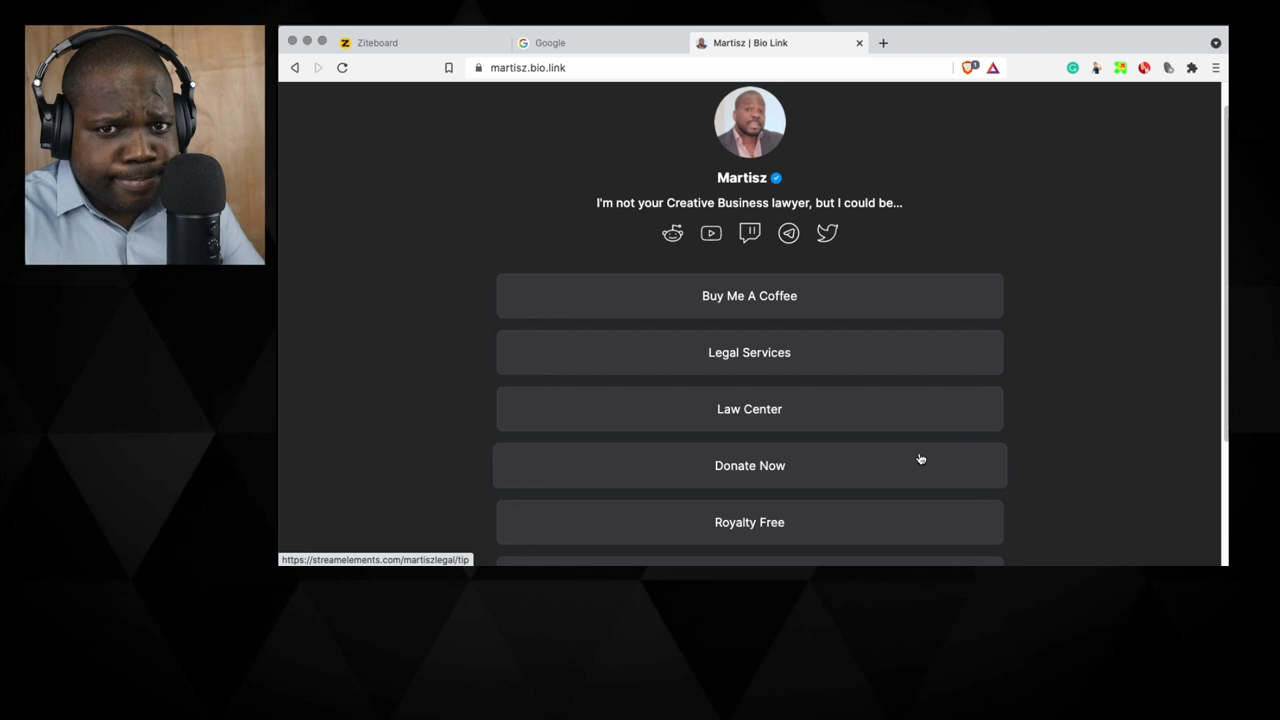 Ziteboard
Google
Martisz | Bio Link
martisz.bio.link
1
Martisz
I'm not your Creative Business lawyer, but I could be...
Buy Me A Coffee
Legal Services
Law Center
Donate Now
Royalty Free
https://streamelements.com/martiszlegal/tip